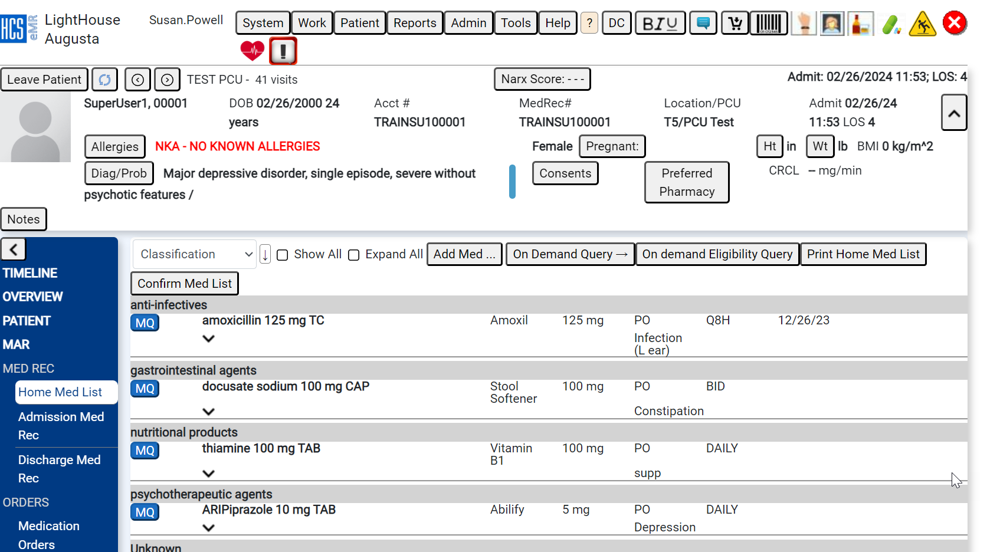 HCS eMR LightHouse Augusta Susan.Powell System Work Patient Reports Admin Tools Help ? DC BIU
Leave Patient TEST PCU - 41 visits Narx Score: - - - Admit: 02/26/2024 11:53; LOS: 4
SuperUser1, 00001 DOB 02/26/2000 24 years Acct # TRAINSU100001 MedRec# TRAINSU100001 Location/PCU T5/PCU Test Admit 02/26/24 11:53 LOS 4
Allergies NKA - NO KNOWN ALLERGIES Female Pregnant: Ht in Wt lb BMI 0 kg/m^2
Diag/Prob Major depressive disorder, single episode, severe without psychotic features / Consents Preferred Pharmacy CRCL -- mg/min
Notes
TIMELINE
OVERVIEW
PATIENT
MAR
MED REC
Home Med List
Admission Med
Rec
Discharge Med
Rec
ORDERS
Medication
Orders
Classification ↓ Show All Expand All Add Med ... On Demand Query → On demand Eligibility Query Print Home Med List
Confirm Med List
anti-infectives
MQ amoxicillin 125 mg TC Amoxil 125 mg PO Q8H 12/26/23
Infection
(L ear)
gastrointestinal agents
MQ docusate sodium 100 mg CAP Stool Softener 100 mg PO BID
Constipation
nutritional products
MQ thiamine 100 mg TAB Vitamin B1 100 mg PO DAILY
supp
psychotherapeutic agents
MQ ARIPiprazole 10 mg TAB Abilify 5 mg PO DAILY
Depression
Unknown